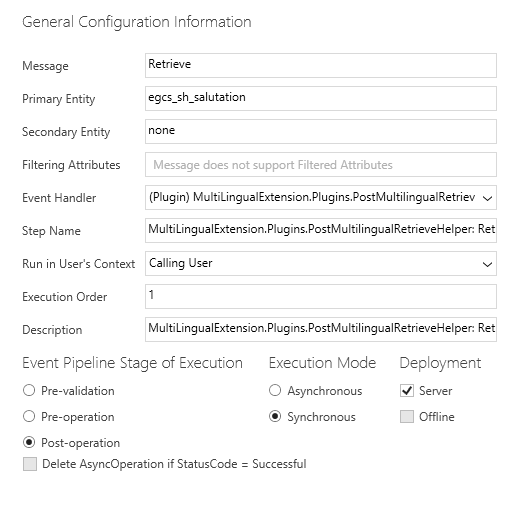 General Configuration Information
Message Retrieve
Primary Entity egcs_sh_salutation
Secondary Entity none
Filtering Attributes Message does not support Filtered Attributes
Event Handler (Plugin) MultiLingualExtension.Plugins.PostMultilingualRetriev
Step Name MultiLingualExtension.Plugins.PostMultilingualRetrieveHelper: Ret
Run in User's Context Calling User
Execution Order 1
Description MultiLingualExtension.Plugins.PostMultilingualRetrieveHelper: Ret
Event Pipeline Stage of Execution Execution Mode Deployment
Pre-validation Asynchronous Server
Pre-operation Synchronous Offline
Post-operation
Delete AsyncOperation if StatusCode = Successful